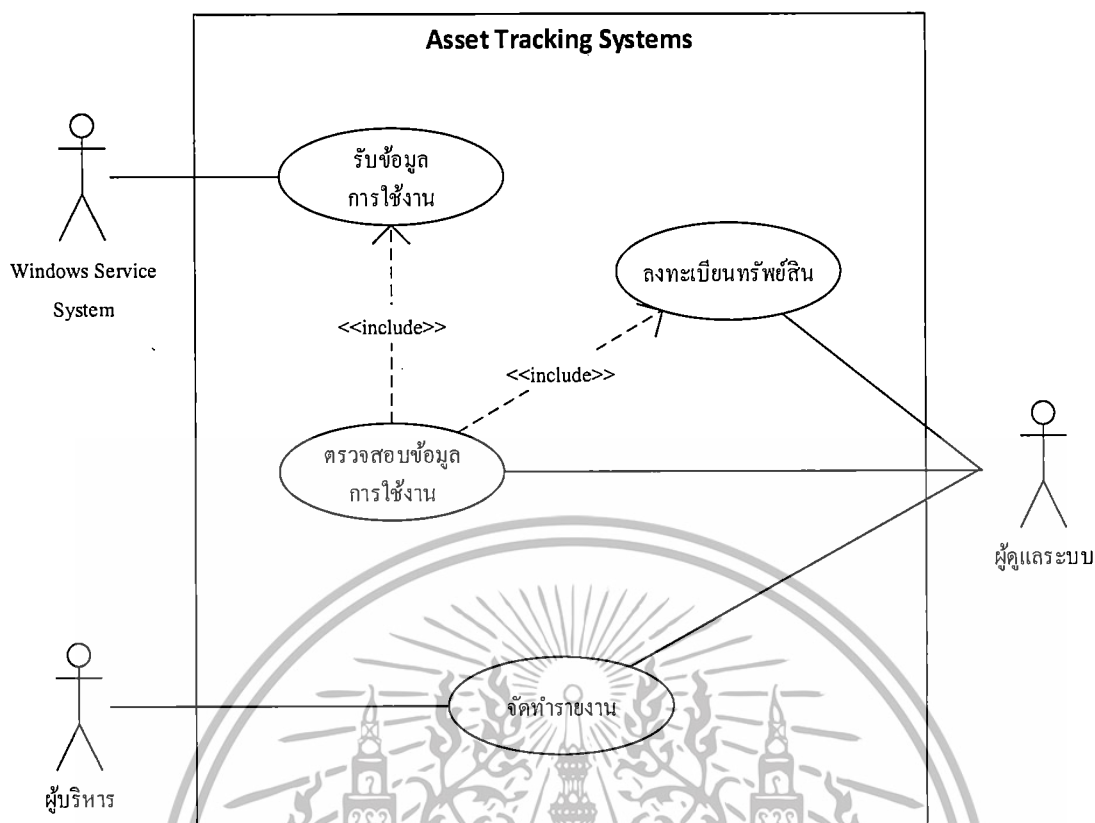 Asset Tracking Systems
รับข้อมูล
การใช้งาน
Windows Service
System
ลงทะเบียนทรัพย์สิน
<<include>>
<<include>>
ตรวจสอบข้อมูล
การใช้งาน
ผู้ดูแลระบบ
จัดทำรายงาน
ผู้บริหาร